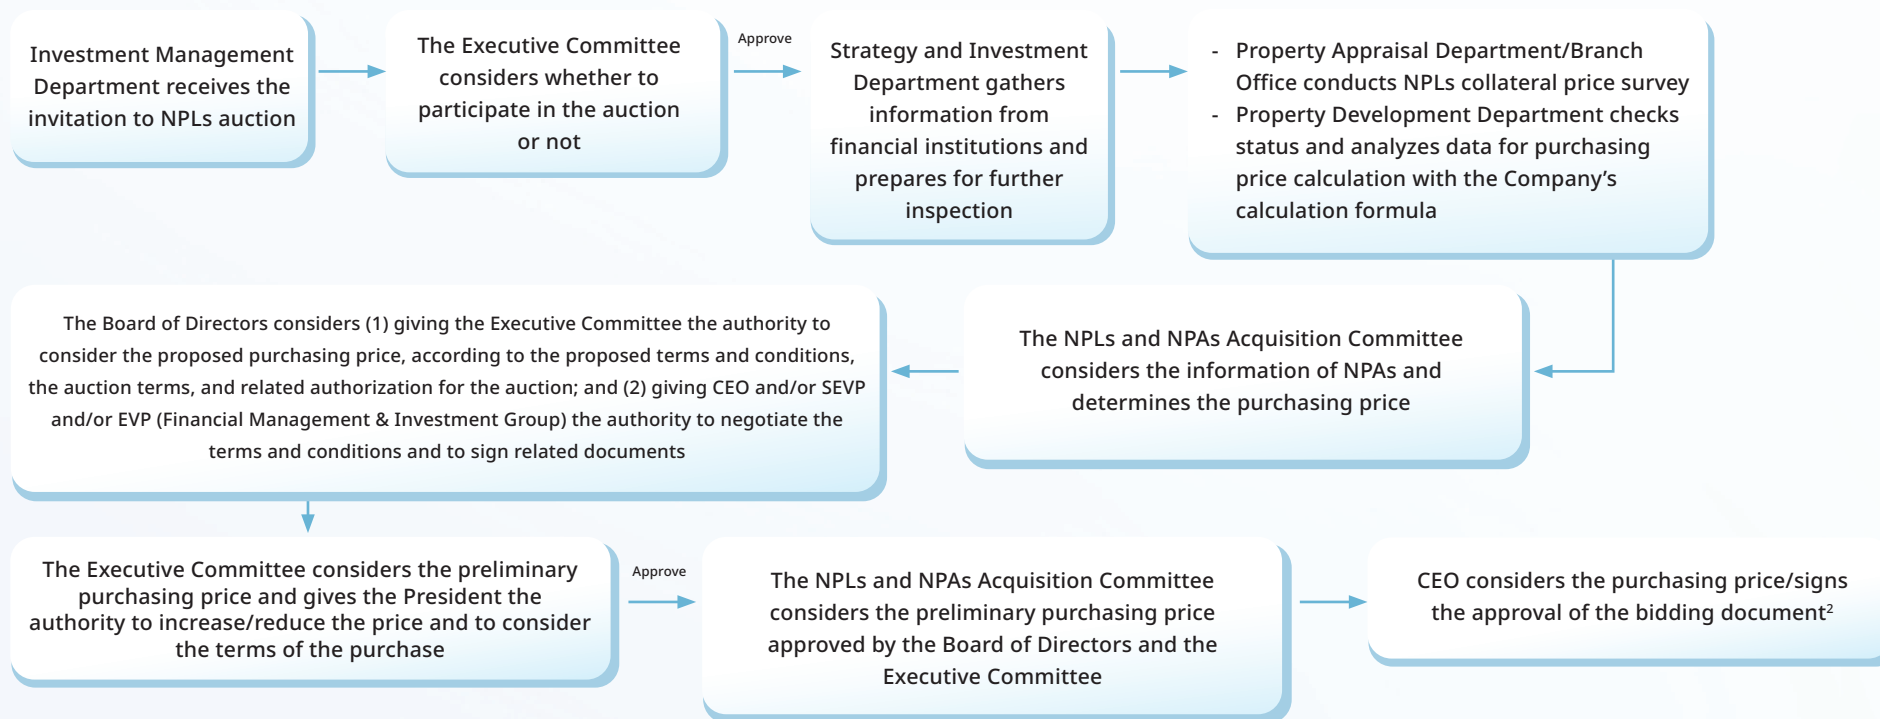 Investment Management
Department receives the
invitation to NPLs auction
The Executive Committee
considers whether to
participate in the auction
or not
Approve
Strategy and Investment
Department gathers
information from
financial institutions and
prepares for further
inspection
- Property Appraisal Department/Branch
Office conducts NPLs collateral price survey
- Property Development Department checks
status and analyzes data for purchasing
price calculation with the Company’s
calculation formula
The NPLs and NPAs Acquisition Committee
considers the information of NPAs and
determines the purchasing price
The Board of Directors considers (1) giving the Executive Committee the authority to
consider the proposed purchasing price, according to the proposed terms and conditions,
the auction terms, and related authorization for the auction; and (2) giving CEO and/or SEVP
and/or EVP (Financial Management & Investment Group) the authority to negotiate the
terms and conditions and to sign related documents
The Executive Committee considers the preliminary
purchasing price and gives the President the
authority to increase/reduce the price and to consider
the terms of the purchase
Approve
The NPLs and NPAs Acquisition Committee
considers the preliminary purchasing price
approved by the Board of Directors and the
Executive Committee
CEO considers the purchasing price/signs
the approval of the bidding document²